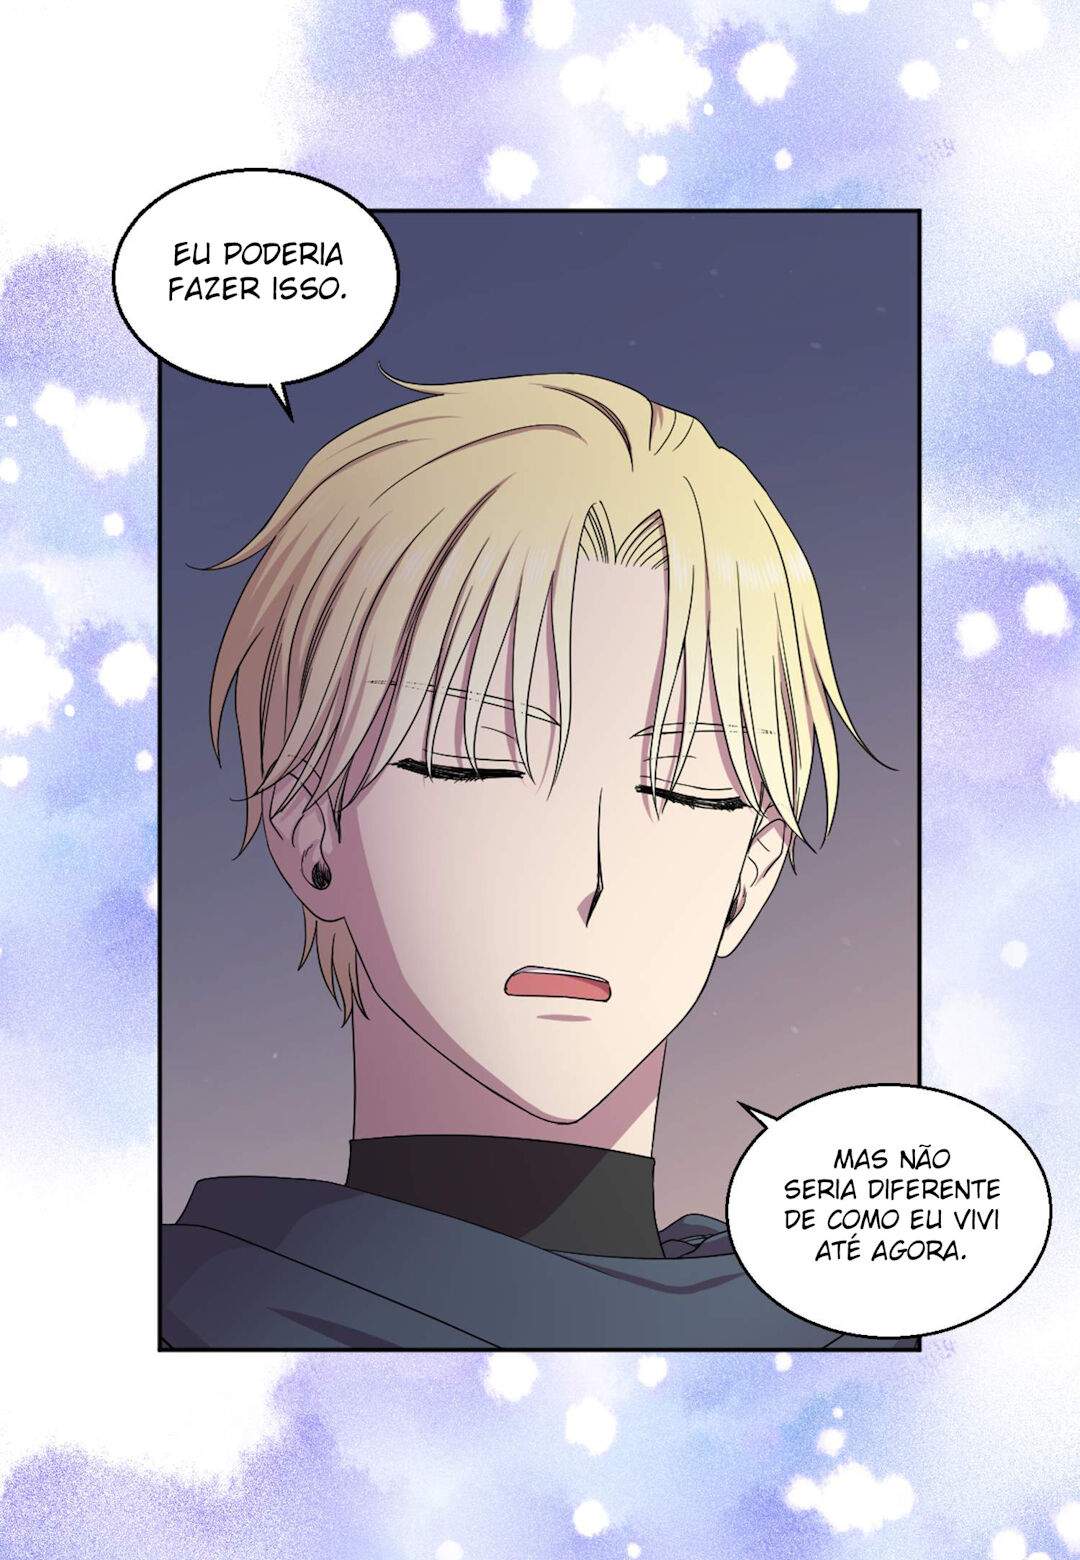 EU PODERIA
FAZER ISSO.
MAS NÃO
SERIA DIFERENTE
DE COMO EU VIVI
ATÉ AGORA.